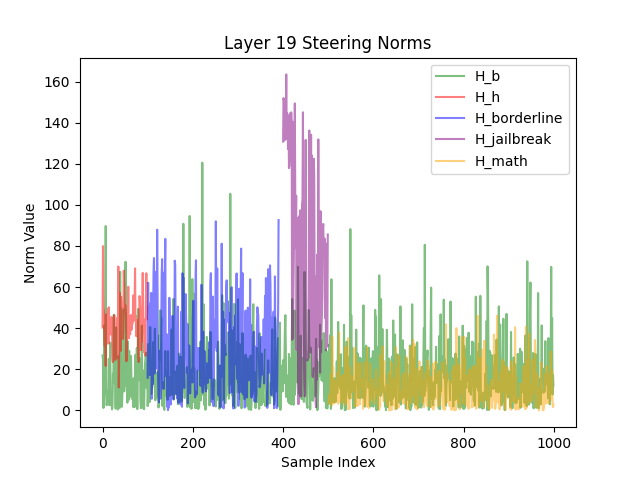 Layer 19 Steering Norms
H_b
H_h
H_borderline
H_jailbreak
H_math
Norm Value
160
140
120
100
80
60
40
20
0
0 200 400 600 800 1000
Sample Index